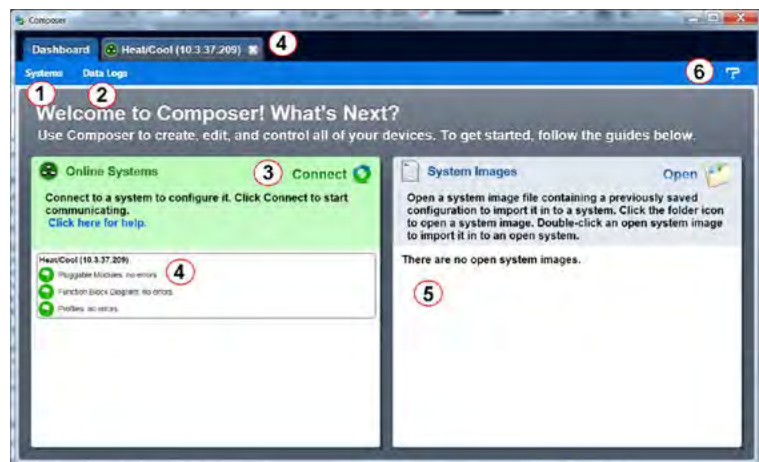 Composer
Dashboard Heat/Cool (10.3.37.209) 4
Systems Data Logs 6 ?
1 2
Welcome to Composer! What's Next?
Use Composer to create, edit, and control all of your devices. To get started, follow the guides below.
Online Systems 3 Connect
Connect to a system to configure it. Click Connect to start
communicating.
Click here for help.
Heat/Cool (10.3.37.209)
Pluggable Modules: no errors. 4
Function Block Diagram: no errors.
Profiles: no errors.
System Images Open
Open a system image file containing a previously saved
configuration to import it in to a system. Click the folder icon
to open a system image. Double-click an open system image
to import it in to an open system.
There are no open system images.
5